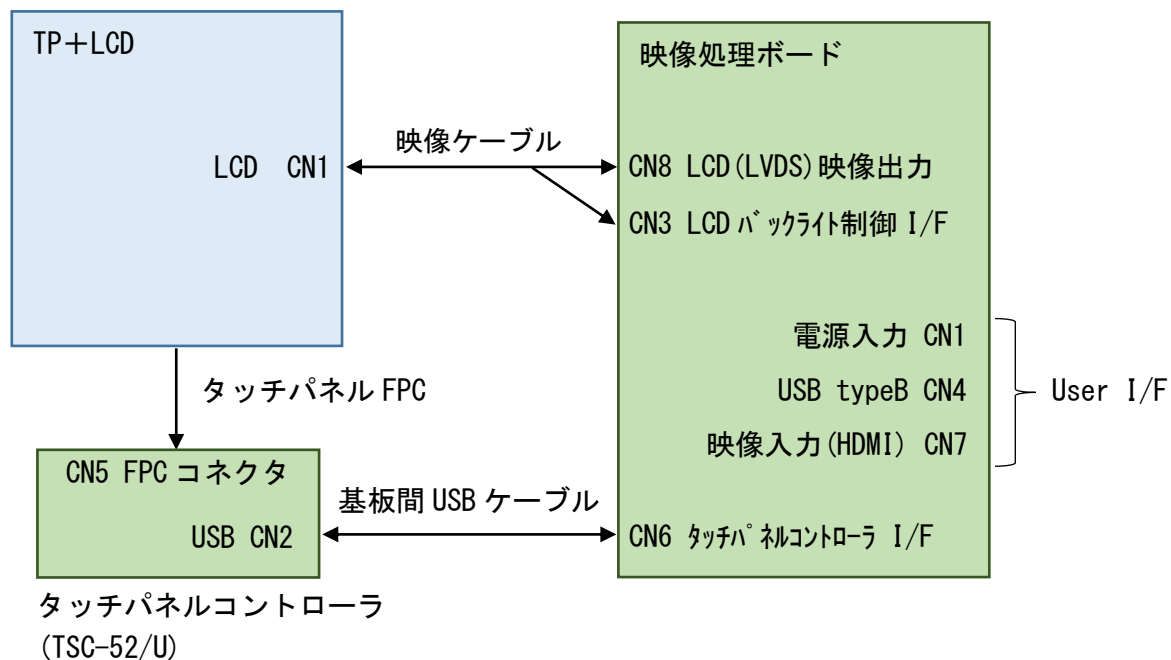 TP+LCD
LCD CN1
映像ケーブル
映像処理ボード
CN8 LCD(LVDS)映像出力
CN3 LCD バックライト制御 I/F
電源入力 CN1
USB typeB CN4
映像入力(HDMI) CN7
User I/F
タッチパネル FPC
CN5 FPC コネクタ
USB CN2
基板間 USB ケーブル
CN6 タッチパネルコントローラ I/F
タッチパネルコントローラ
(TSC-52/U)